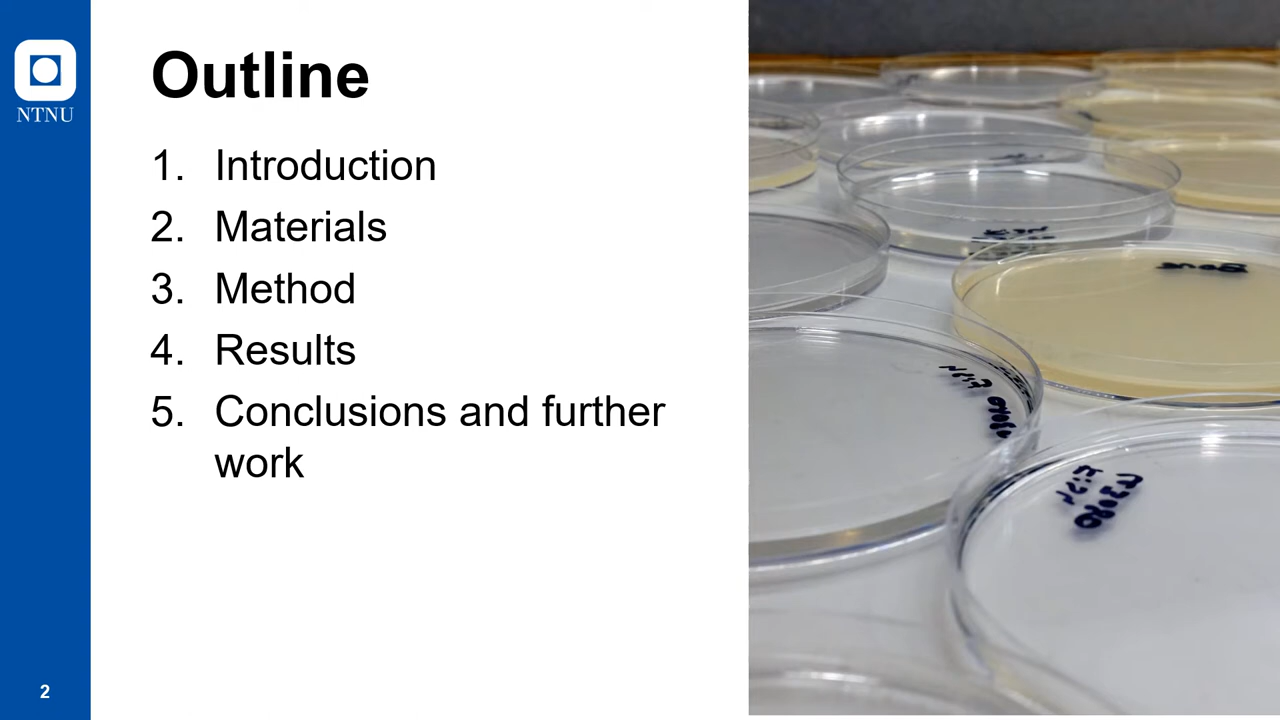 NTNU
Outline
1. Introduction
2. Materials
3. Method
4. Results
5. Conclusions and further
work
2